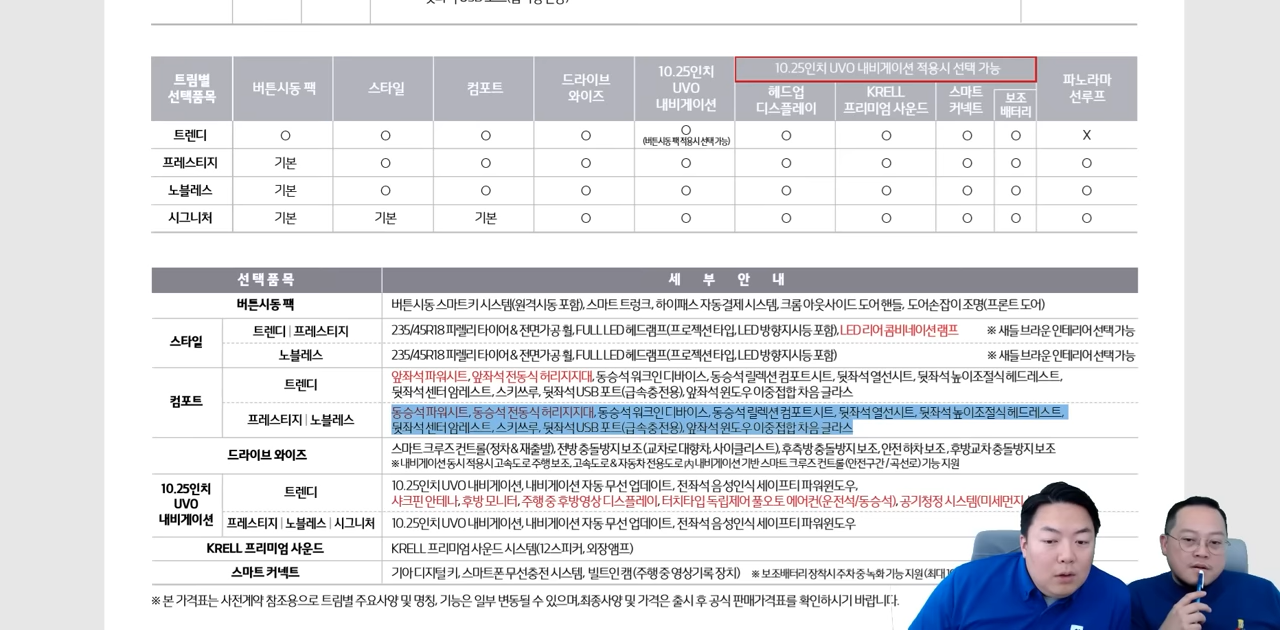 트림별
선택품목
버튼시동 팩
스타일
컴포트
드라이브
와이즈
10.25인치
UVO
내비게이션
10.25인치 UVO 내비게이션 적용시 선택 가능
헤드업
디스플레이
KRELL
프리미엄 사운드
스마트
커넥트
보조
배터리
파노라마
선루프
트렌디 ○ ○ ○ ○ ○ ○ ○ ○ ○ X
(버튼시동 팩 적용시 선택 가능)
프레스티지 기본 ○ ○ ○ ○ ○ ○ ○ ○ ○
노블레스 기본 ○ ○ ○ ○ ○ ○ ○ ○ ○
시그니처 기본 기본 기본 ○ ○ ○ ○ ○ ○ ○
선택품목 세 부 안 내
버튼시동 팩 버튼시동 스마트키 시스템(원격시동 포함), 스마트 트렁크, 하이패스 자동결제 시스템, 크롬 아웃사이드 도어 핸들, 도어손잡이 조명(프론트 도어)
스타일
트렌디 | 프레스티지 235/45R18 피렐리 타이어 & 전면가공 휠, FULL LED 헤드램프(프로젝션 타입, LED 방향지시등 포함), LED 리어 콤비네이션 램프 ※ 새들 브라운 인테리어 선택 가능
노블레스 235/45R18 피렐리 타이어 & 전면가공 휠, FULL LED 헤드램프(프로젝션 타입, LED 방향지시등 포함) ※ 새들 브라운 인테리어 선택 가능
컴포트
트렌디 앞좌석 파워시트, 앞좌석 전동식 허리지지대, 동승석 워크인 디바이스, 동승석 릴렉션 컴포트시트, 뒷좌석 열선시트, 뒷좌석 높이조절식 헤드레스트,
뒷좌석 센터 암레스트, 스키쓰루, 뒷좌석 USB 포트(급속충전용), 앞좌석 윈도우 이중접합 차음 글라스
프레스티지 | 노블레스 동승석 파워시트, 동승석 전동식 허리지지대, 동승석 워크인 디바이스, 동승석 릴렉션 컴포트시트, 뒷좌석 열선시트, 뒷좌석 높이조절식 헤드레스트,
뒷좌석 센터 암레스트, 스키쓰루, 뒷좌석 USB 포트(급속충전용), 앞좌석 윈도우 이중접합 차음 글라스
드라이브 와이즈 스마트 크루즈 컨트롤(정차 & 재출발), 전방 충돌방지 보조(교차로 대향차, 사이클리스트), 후측방 충돌방지 보조, 안전 하차 보조, 후방교차 충돌방지 보조
※ 내비게이션 동시 적용시 고속도로 주행 보조, 고속도로 & 자동차 전용도로 內 내비게이션 기반 스마트 크루즈 컨트롤(안전구간 / 곡선로) 기능 지원
10.25인치
UVO
내비게이션
트렌디 10.25인치 UVO 내비게이션, 내비게이션 자동 무선 업데이트, 전좌석 음성인식 세이프티 파워윈도우,
샤크핀 안테나, 후방 모니터, 주행 중 후방영상 디스플레이, 터치타입 독립제어 풀오토 에어컨(운전석/동승석), 공기청정 시스템(미세먼지
프레스티지 | 노블레스 | 시그니처 10.25인치 UVO 내비게이션, 내비게이션 자동 무선 업데이트, 전좌석 음성인식 세이프티 파워윈도우
KRELL 프리미엄 사운드 KRELL 프리미엄 사운드 시스템(12스피커, 외장앰프)
스마트 커넥트 기아 디지털 키, 스마트폰 무선충전 시스템, 빌트인 캠(주행 중 영상기록 장치) ※ 보조배터리 장착시 주차 중 녹화 기능 지원(최대
※ 본 가격표는 사전계약 참조용으로 트림별 주요사양 및 명칭, 기능은 일부 변동될 수 있으며,최종사양 및 가격은 출시 후 공식 판매가격표를 확인하시기 바랍니다.